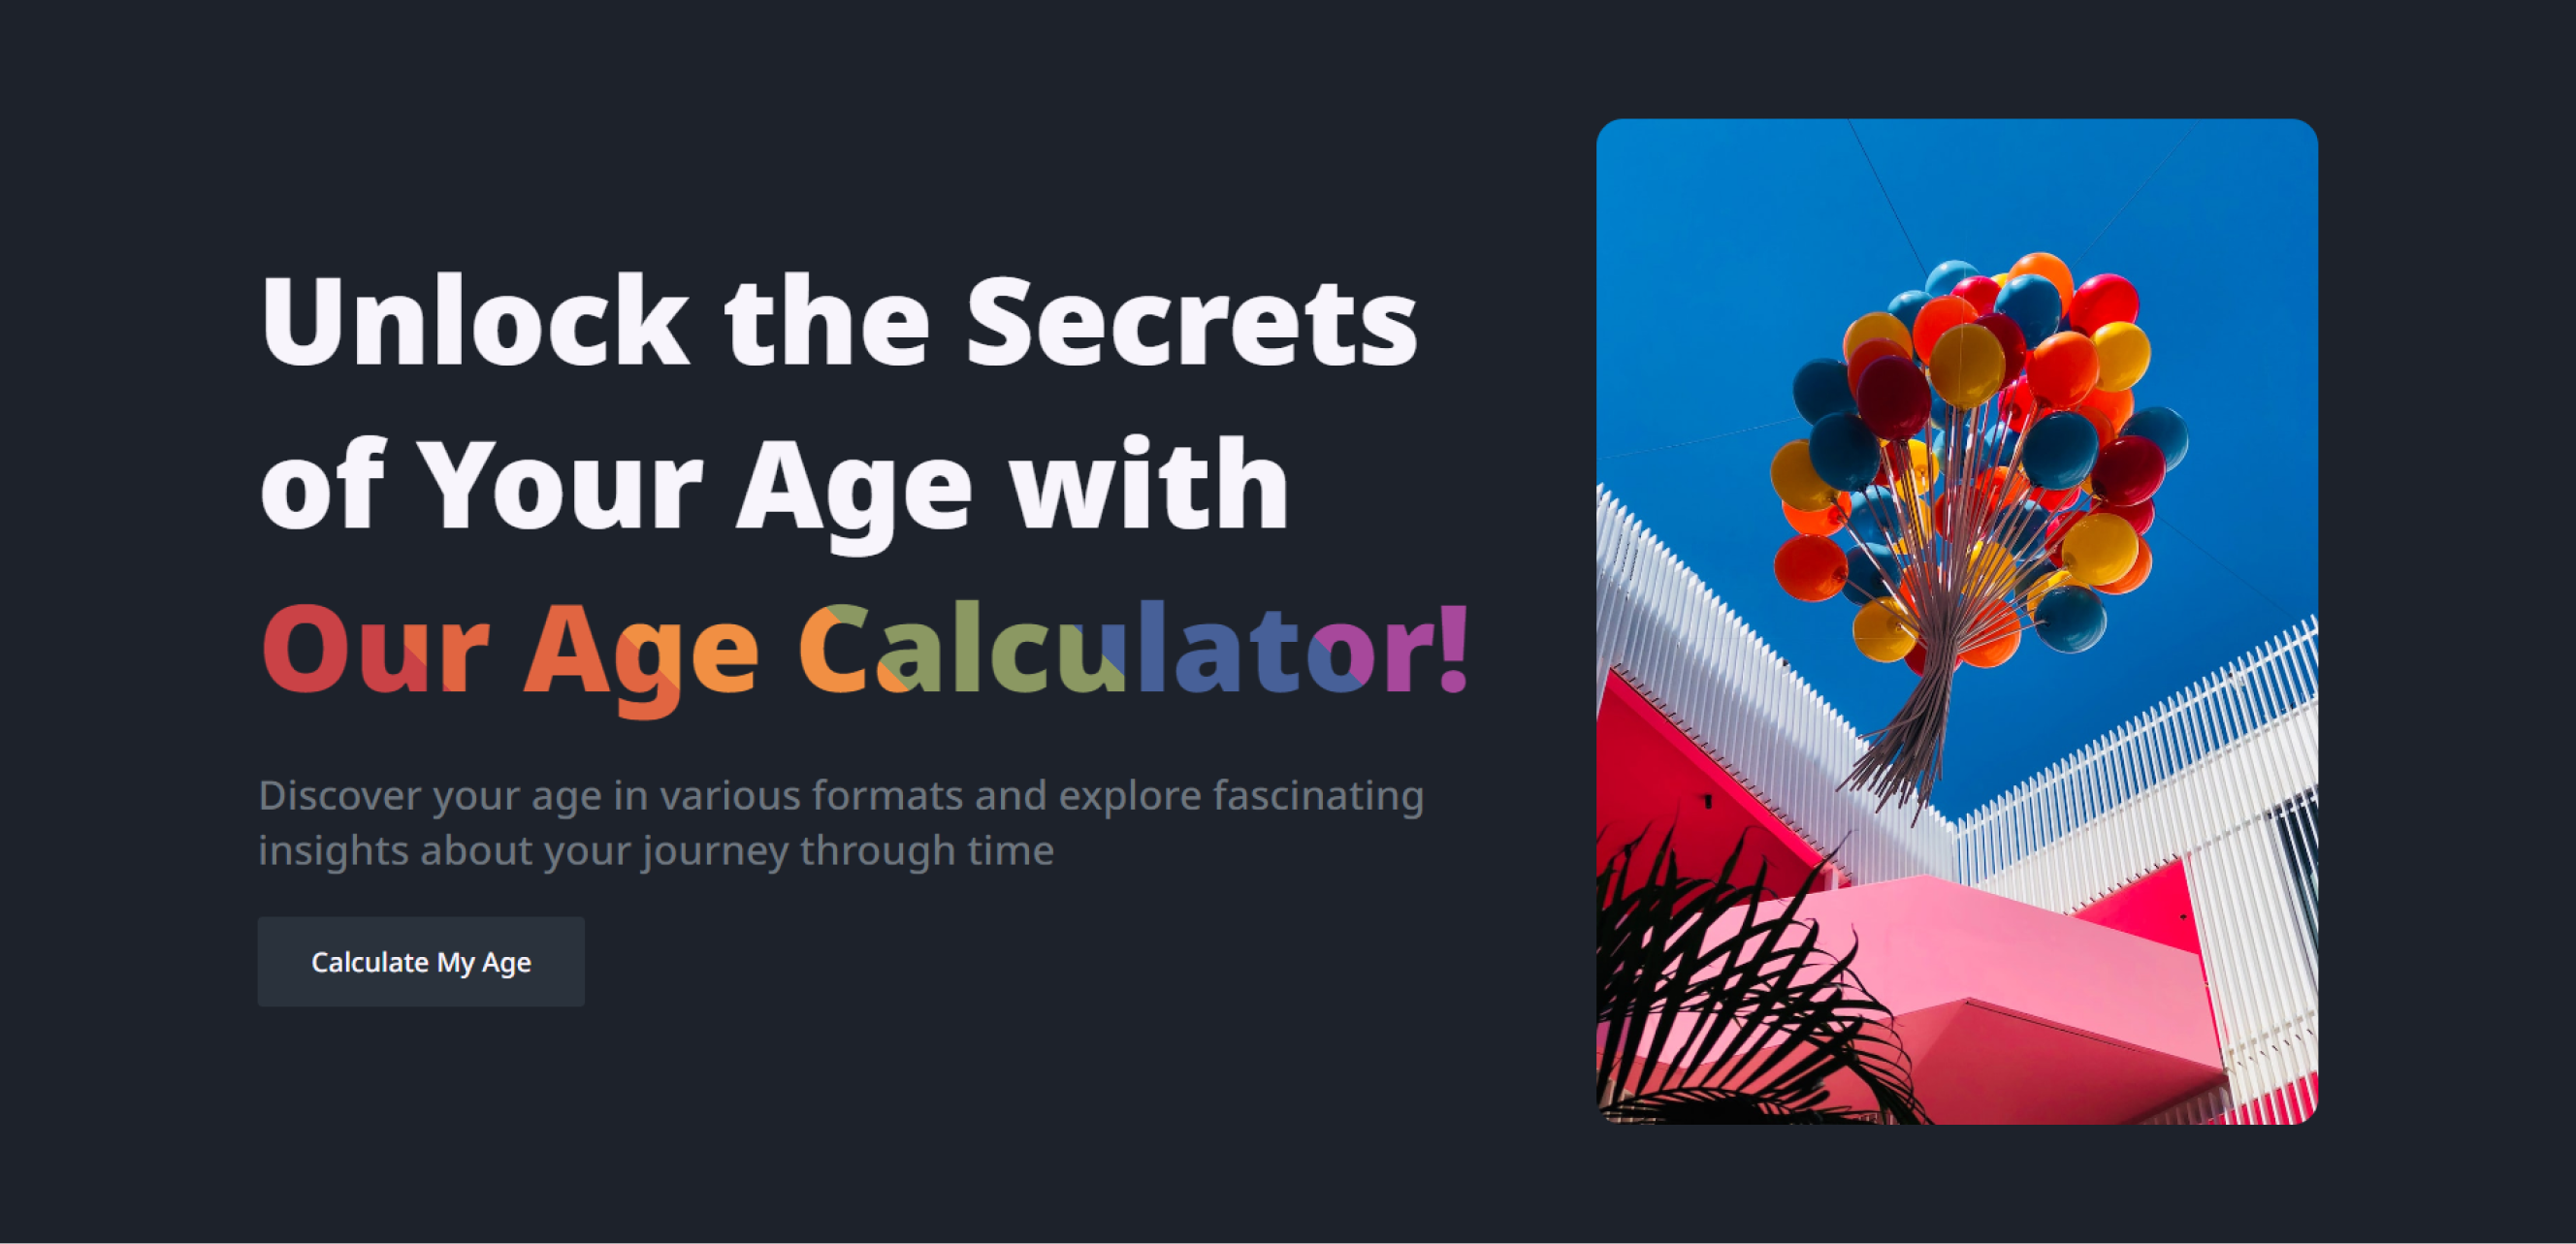 Unlock the Secrets
of Your Age with
Our Age Calculator!
Discover your age in various formats and explore fascinating
insights about your journey through time
Calculate My Age